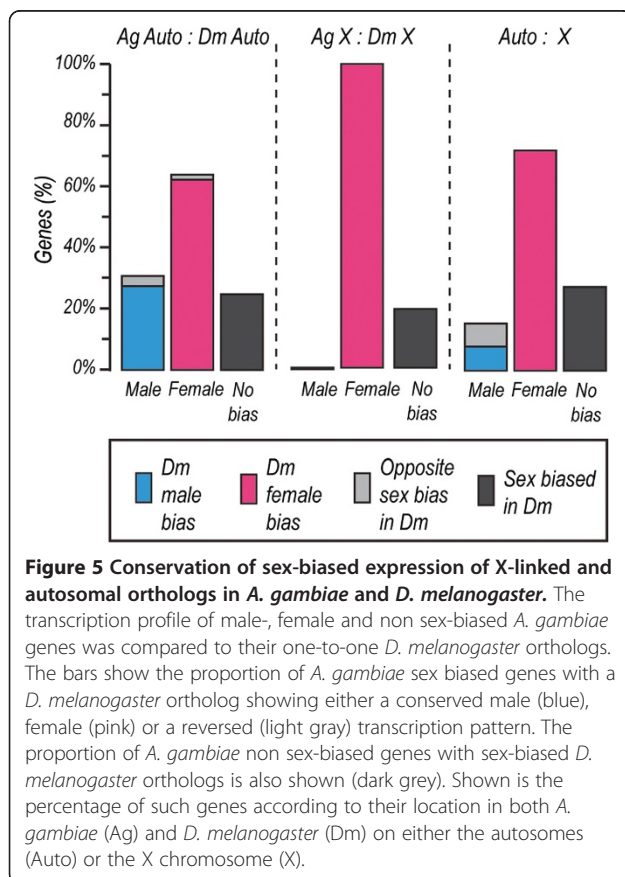 Ag Auto : Dm Auto
Ag X : Dm X
Auto : X
100%
80%
60%
40%
20%
0%
Genes (%)
Male
Female
No
bias
Male
Female
No
bias
Male
Female
No
bias
Dm
male
bias
Dm
female
bias
Opposite
sex bias
in Dm
Sex biased
in Dm
Figure 5 Conservation of sex-biased expression of X-linked and
autosomal orthologs in A. gambiae and D. melanogaster. The
transcription profile of male-, female and non sex-biased A. gambiae
genes was compared to their one-to-one D. melanogaster orthologs.
The bars show the proportion of A. gambiae sex biased genes with a
D. melanogaster ortholog showing either a conserved male (blue),
female (pink) or a reversed (light gray) transcription pattern. The
proportion of A. gambiae non sex-biased genes with sex-biased D.
melanogaster orthologs is also shown (dark grey). Shown is the
percentage of such genes according to their location in both A.
gambiae (Ag) and D. melanogaster (Dm) on either the autosomes
(Auto) or the X chromosome (X).